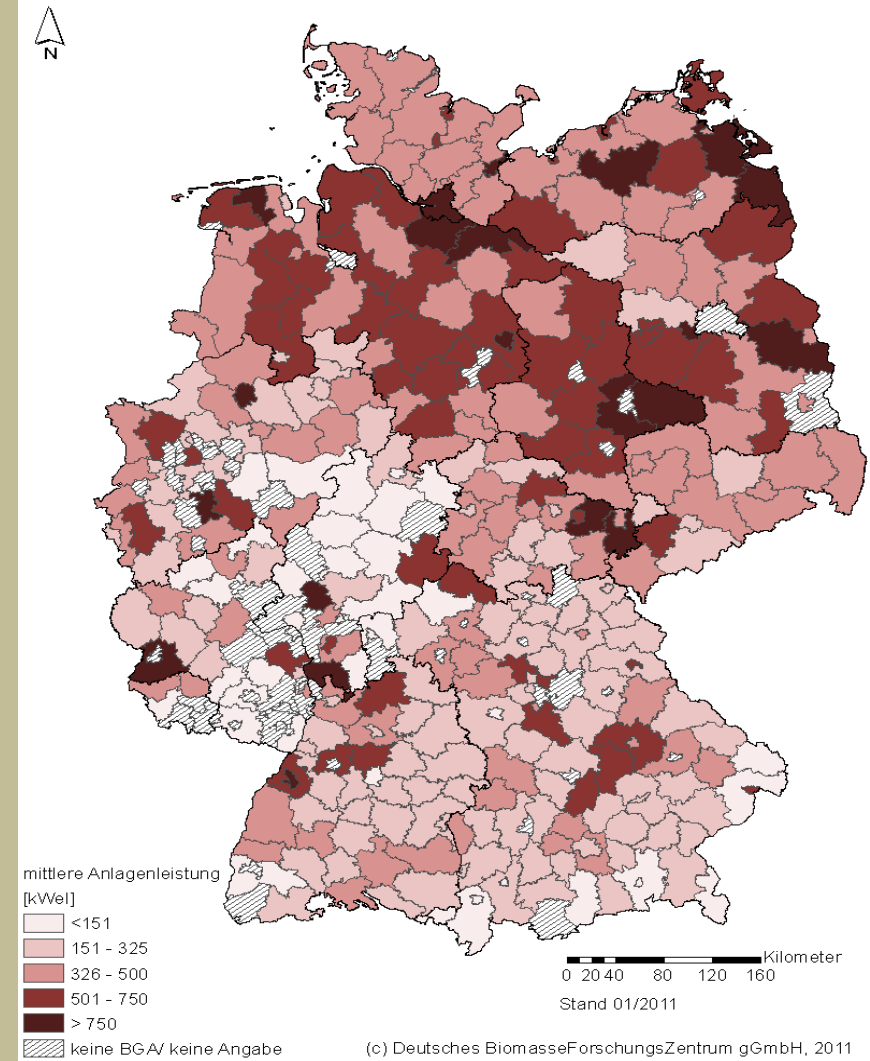 N
mittlere Anlagenleistung
[kWel]
<151
151 - 325
326 - 500
501 - 750
> 750
keine BGA/ keine Angabe
Kilometer
0 20 40 80 120 160
Stand 01/2011
(c) Deutsches BiomasseForschungsZentrum gGmbH, 2011